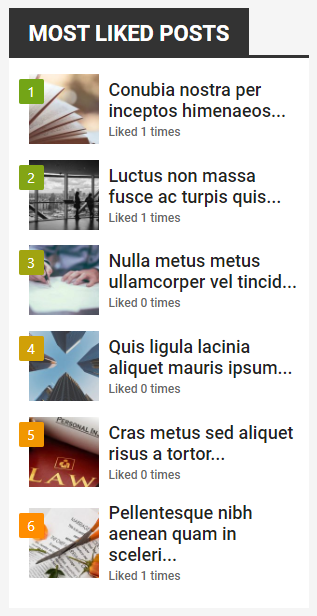 MOST LIKED POSTS
1
Conubia nostra per
inceptos himenaeos...
Liked 1 times
2
Luctus non massa
fusce ac turpis quis...
Liked 1 times
3
Nulla metus metus
ullamcorper vel tincid...
Liked 0 times
4
Quis ligula lacinia
aliquet mauris ipsum...
Liked 0 times
5
PERSONAL IN
LAW
Cras metus sed aliquet
risus a tortor...
Liked 0 times
6
Pellentesque nibh
aenean quam in
sceleri...
Liked 1 times